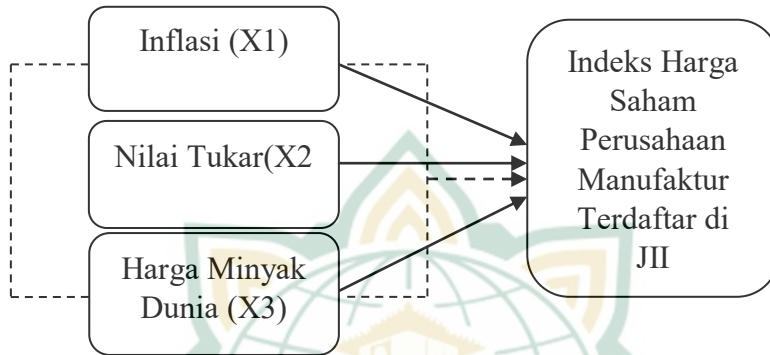 Inflasi (X1)
Nilai Tukar(X2
Harga Minyak
Dunia (X3)
Indeks Harga
Saham
Perusahaan
Manufaktur
Terdaftar di
JII